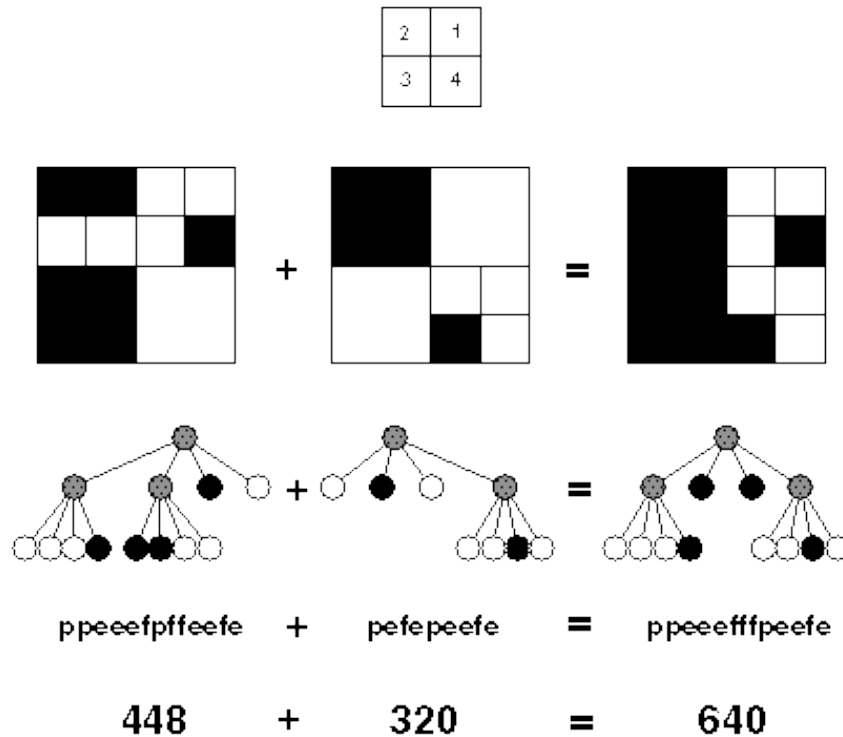 2 1
3 4
+ =
+ =
ppeeefpffeefe + pefepeefe = ppeeefffpeefe
448 + 320 = 640